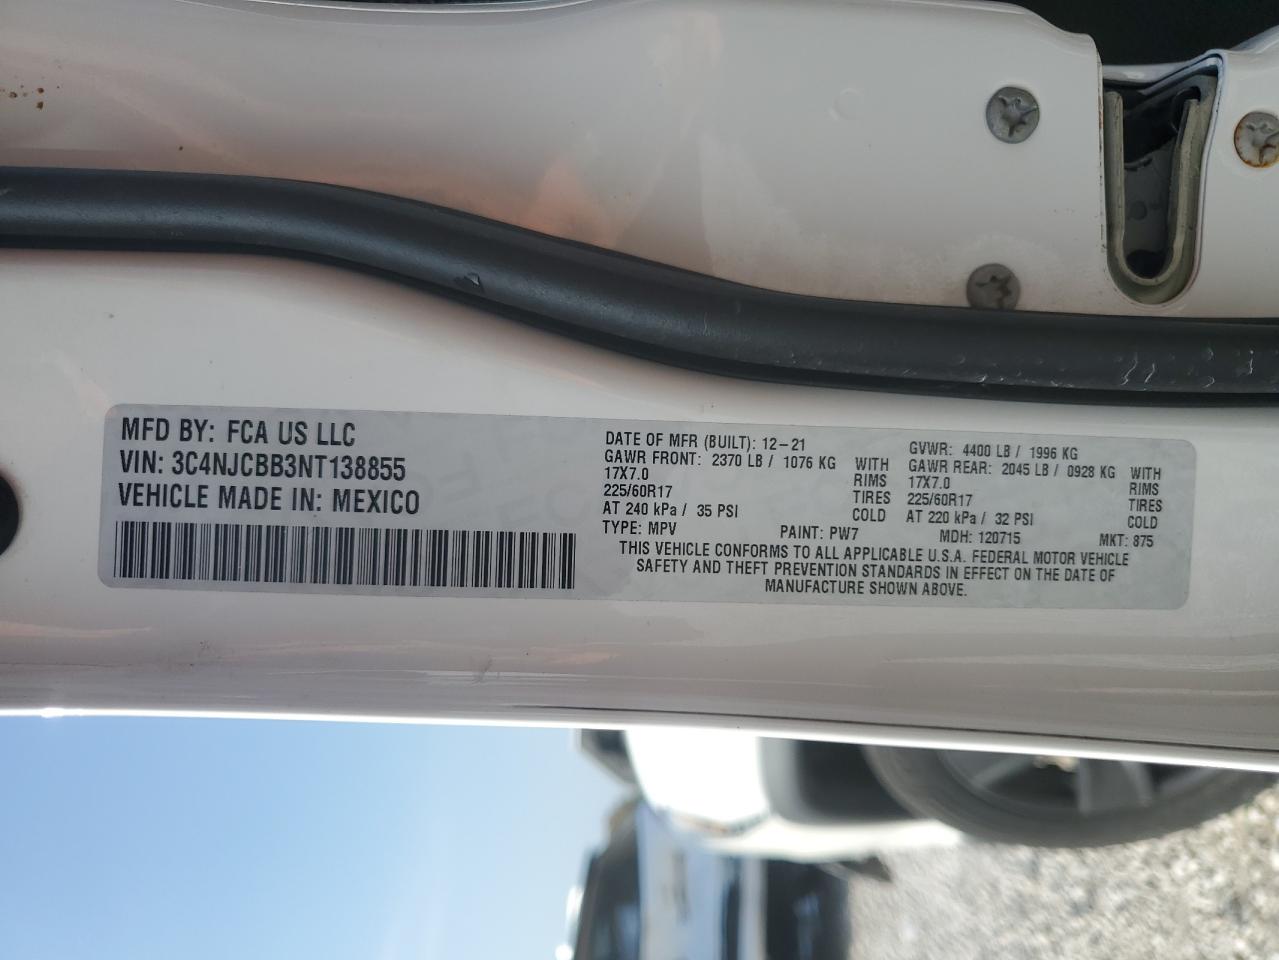 MFD BY: FCA US LLC
VIN: 3C4NJCBB3NT138855
VEHICLE MADE IN: MEXICO
DATE OF MFR (BUILT): 12-21
GVWR: 4400 LB / 1996 KG
GAWR FRONT: 2370 LB / 1076 KG WITH
17X7.0 RIMS
225/60R17 TIRES
AT 240 kPa / 35 PSI COLD
GAWR REAR: 2045 LB / 0928 KG WITH
17X7.0 RIMS
225/60R17 TIRES
AT 220 kPa / 32 PSI COLD
TYPE: MPV PAINT: PW7 MDH: 120715 MKT: 875
THIS VEHICLE CONFORMS TO ALL APPLICABLE U.S.A. FEDERAL MOTOR VEHICLE
SAFETY AND THEFT PREVENTION STANDARDS IN EFFECT ON THE DATE OF
MANUFACTURE SHOWN ABOVE.